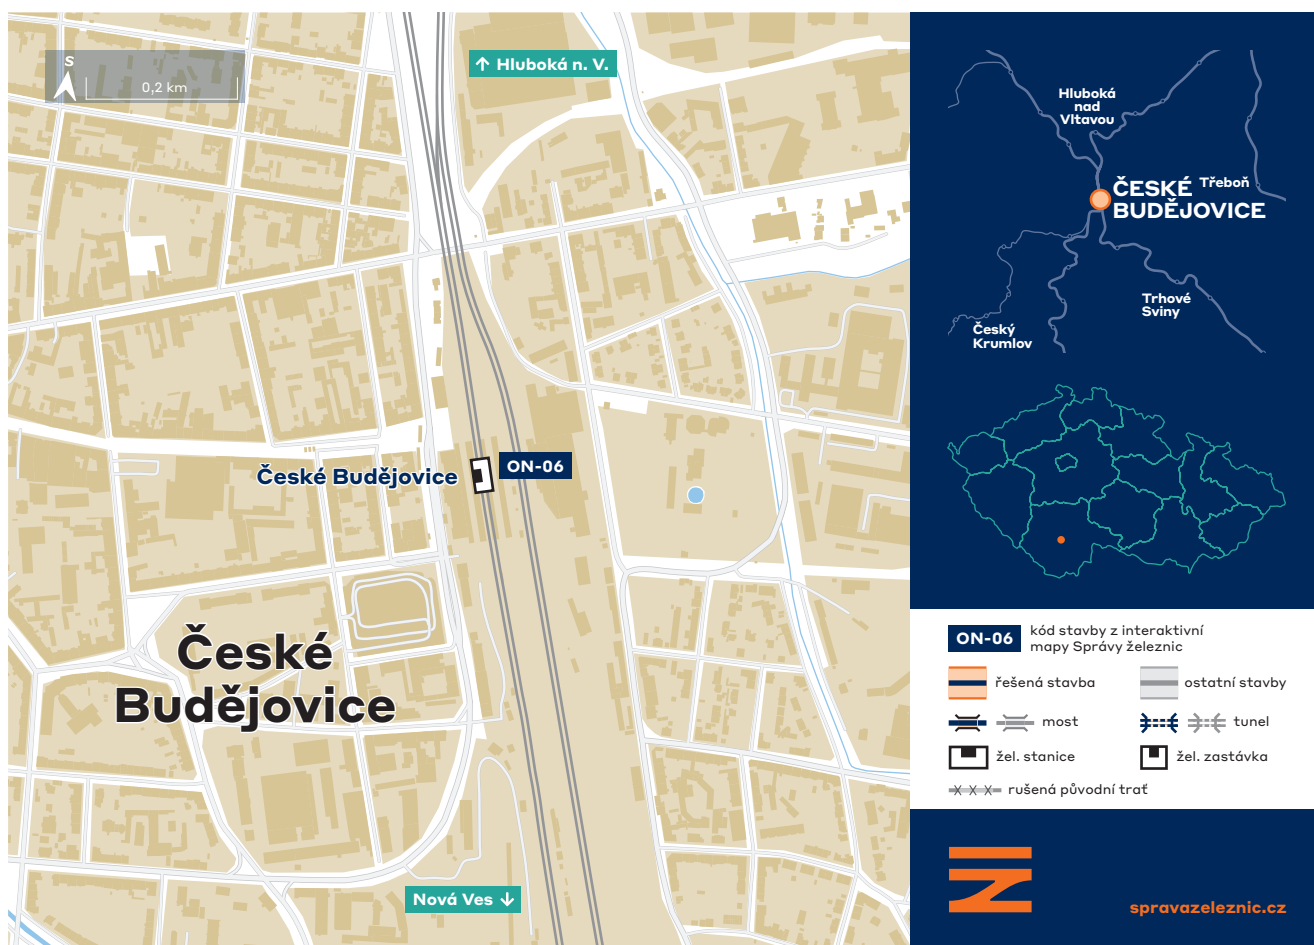 S
0,2 km
↑ Hluboká n. V.
České Budějovice
ON-06
České
Budějovice
Nová Ves ↓
Hluboká
nad
Vltavou
ČESKÉ
BUDĚJOVICE
Třeboň
Trhové
Sviny
Český
Krumlov
ON-06
kód stavby z interaktivní
mapy Správy železnic
řešená stavba
ostatní stavby
most
tunel
žel. stanice
žel. zastávka
rušená původní trať
spravazeleznic.cz